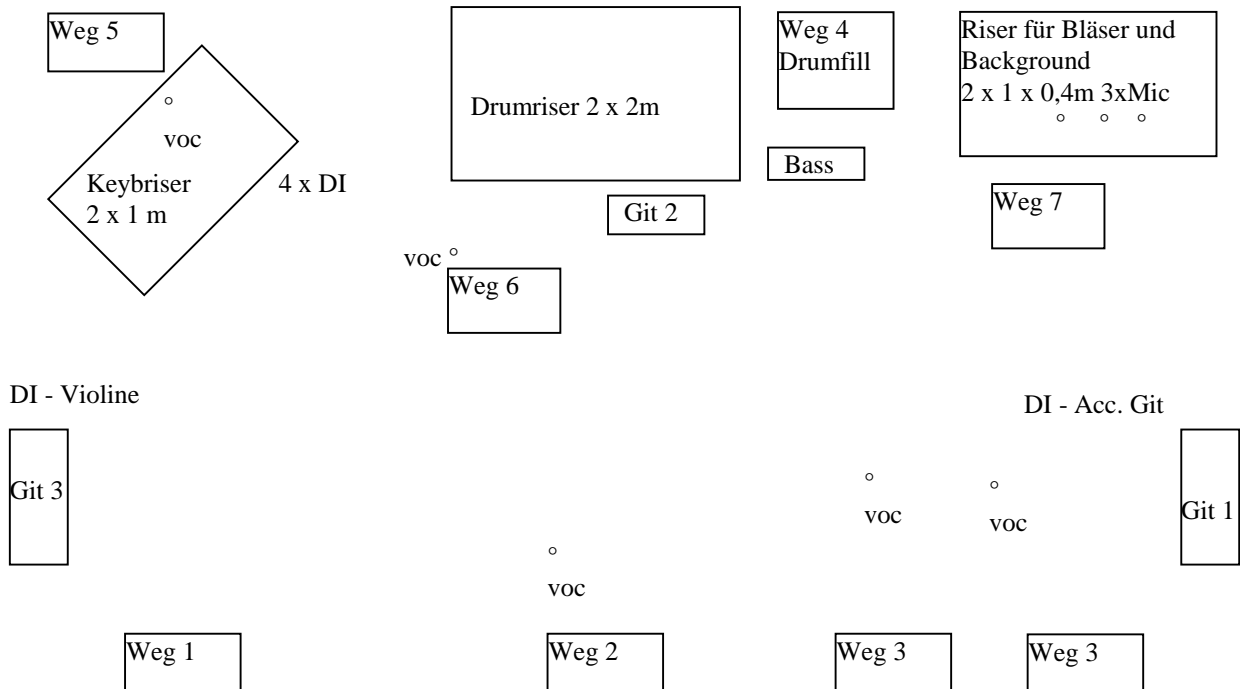 Weg 5
Weg 4
Drumfill
Riser für Bläser und
Background
2 x 1 x 0,4m 3xMic
Drumriser 2 x 2m
voc
Bass
Keybriser
2 x 1 m
4 x DI
Git 2
Weg 7
voc
Weg 6
DI - Violine
DI - Acc. Git
Git 3
Git 1
voc
voc
voc
Weg 1
Weg 2
Weg 3
Weg 3